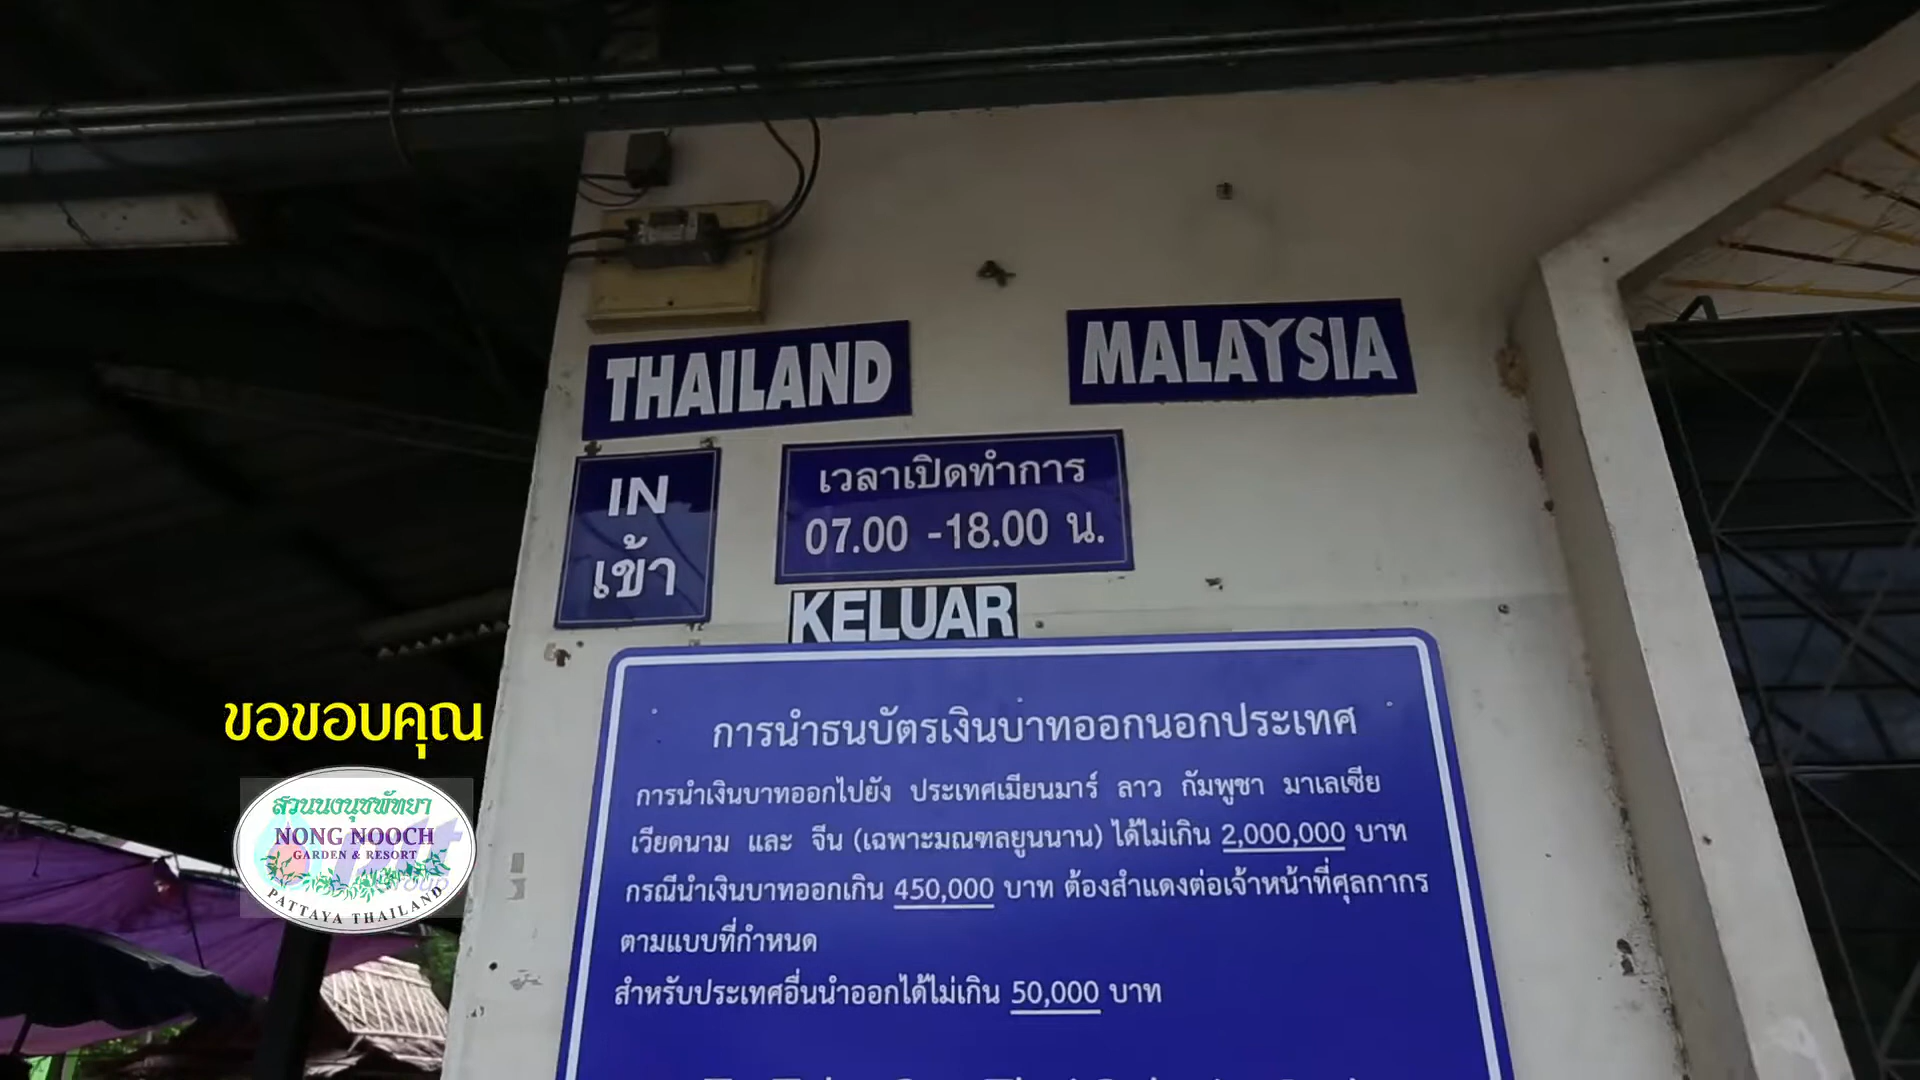 THAILAND
MALAYSIA
IN
เข้า
เวลาเปิดทำการ
07.00 -18.00 น.
KELUAR
การนำธนบัตรเงินบาทออกนอกประเทศ
การนำเงินบาทออกไปยัง ประเทศเมียนมาร์ ลาว กัมพูชา มาเลเซีย
เวียดนาม และ จีน (เฉพาะมณฑลยูนนาน) ได้ไม่เกิน 2,000,000 บาท
กรณีนำเงินบาทออกเกิน 450,000 บาท ต้องสำแดงต่อเจ้าหน้าที่ศุลกากร
ตามแบบที่กำหนด
สำหรับประเทศอื่นนำออกได้ไม่เกิน 50,000 บาท
ขอขอบคุณ
สวนนงนุชพัทยา
NONG NOOCH
GARDEN & RESORT
PATTAYA THAILAND